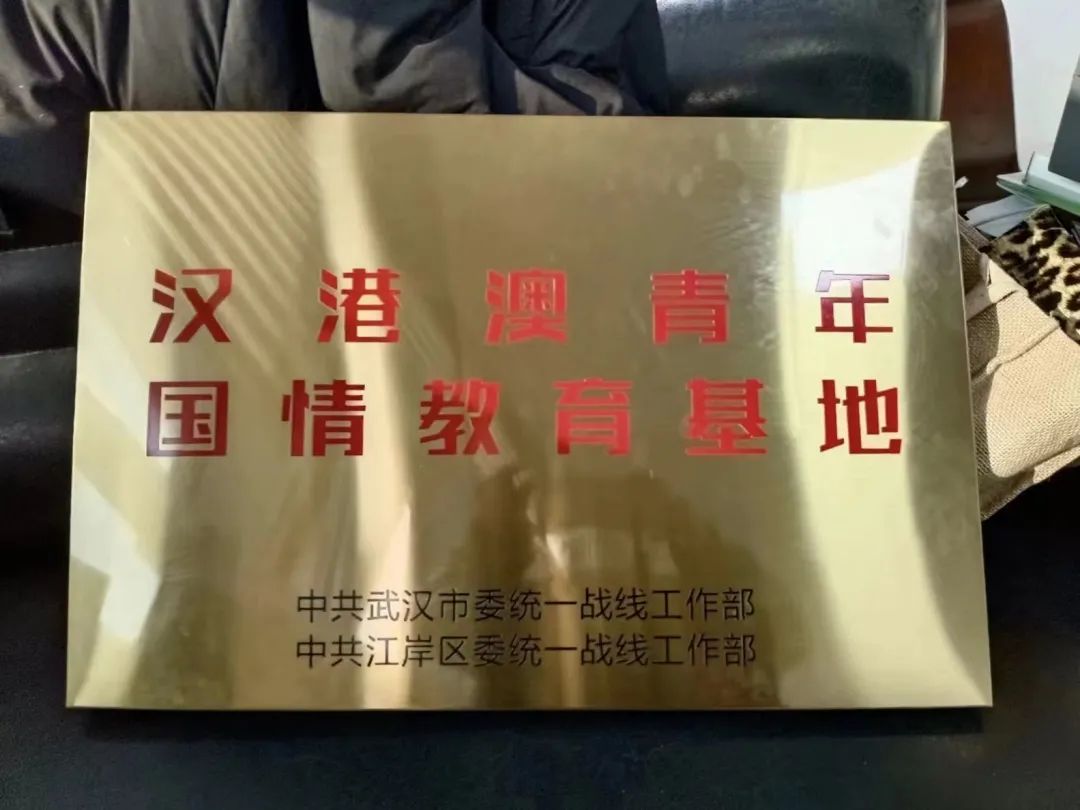 汉港澳青年
国情教育基地
中共武汉市委统一战线工作部
中共江岸区委统一战线工作部